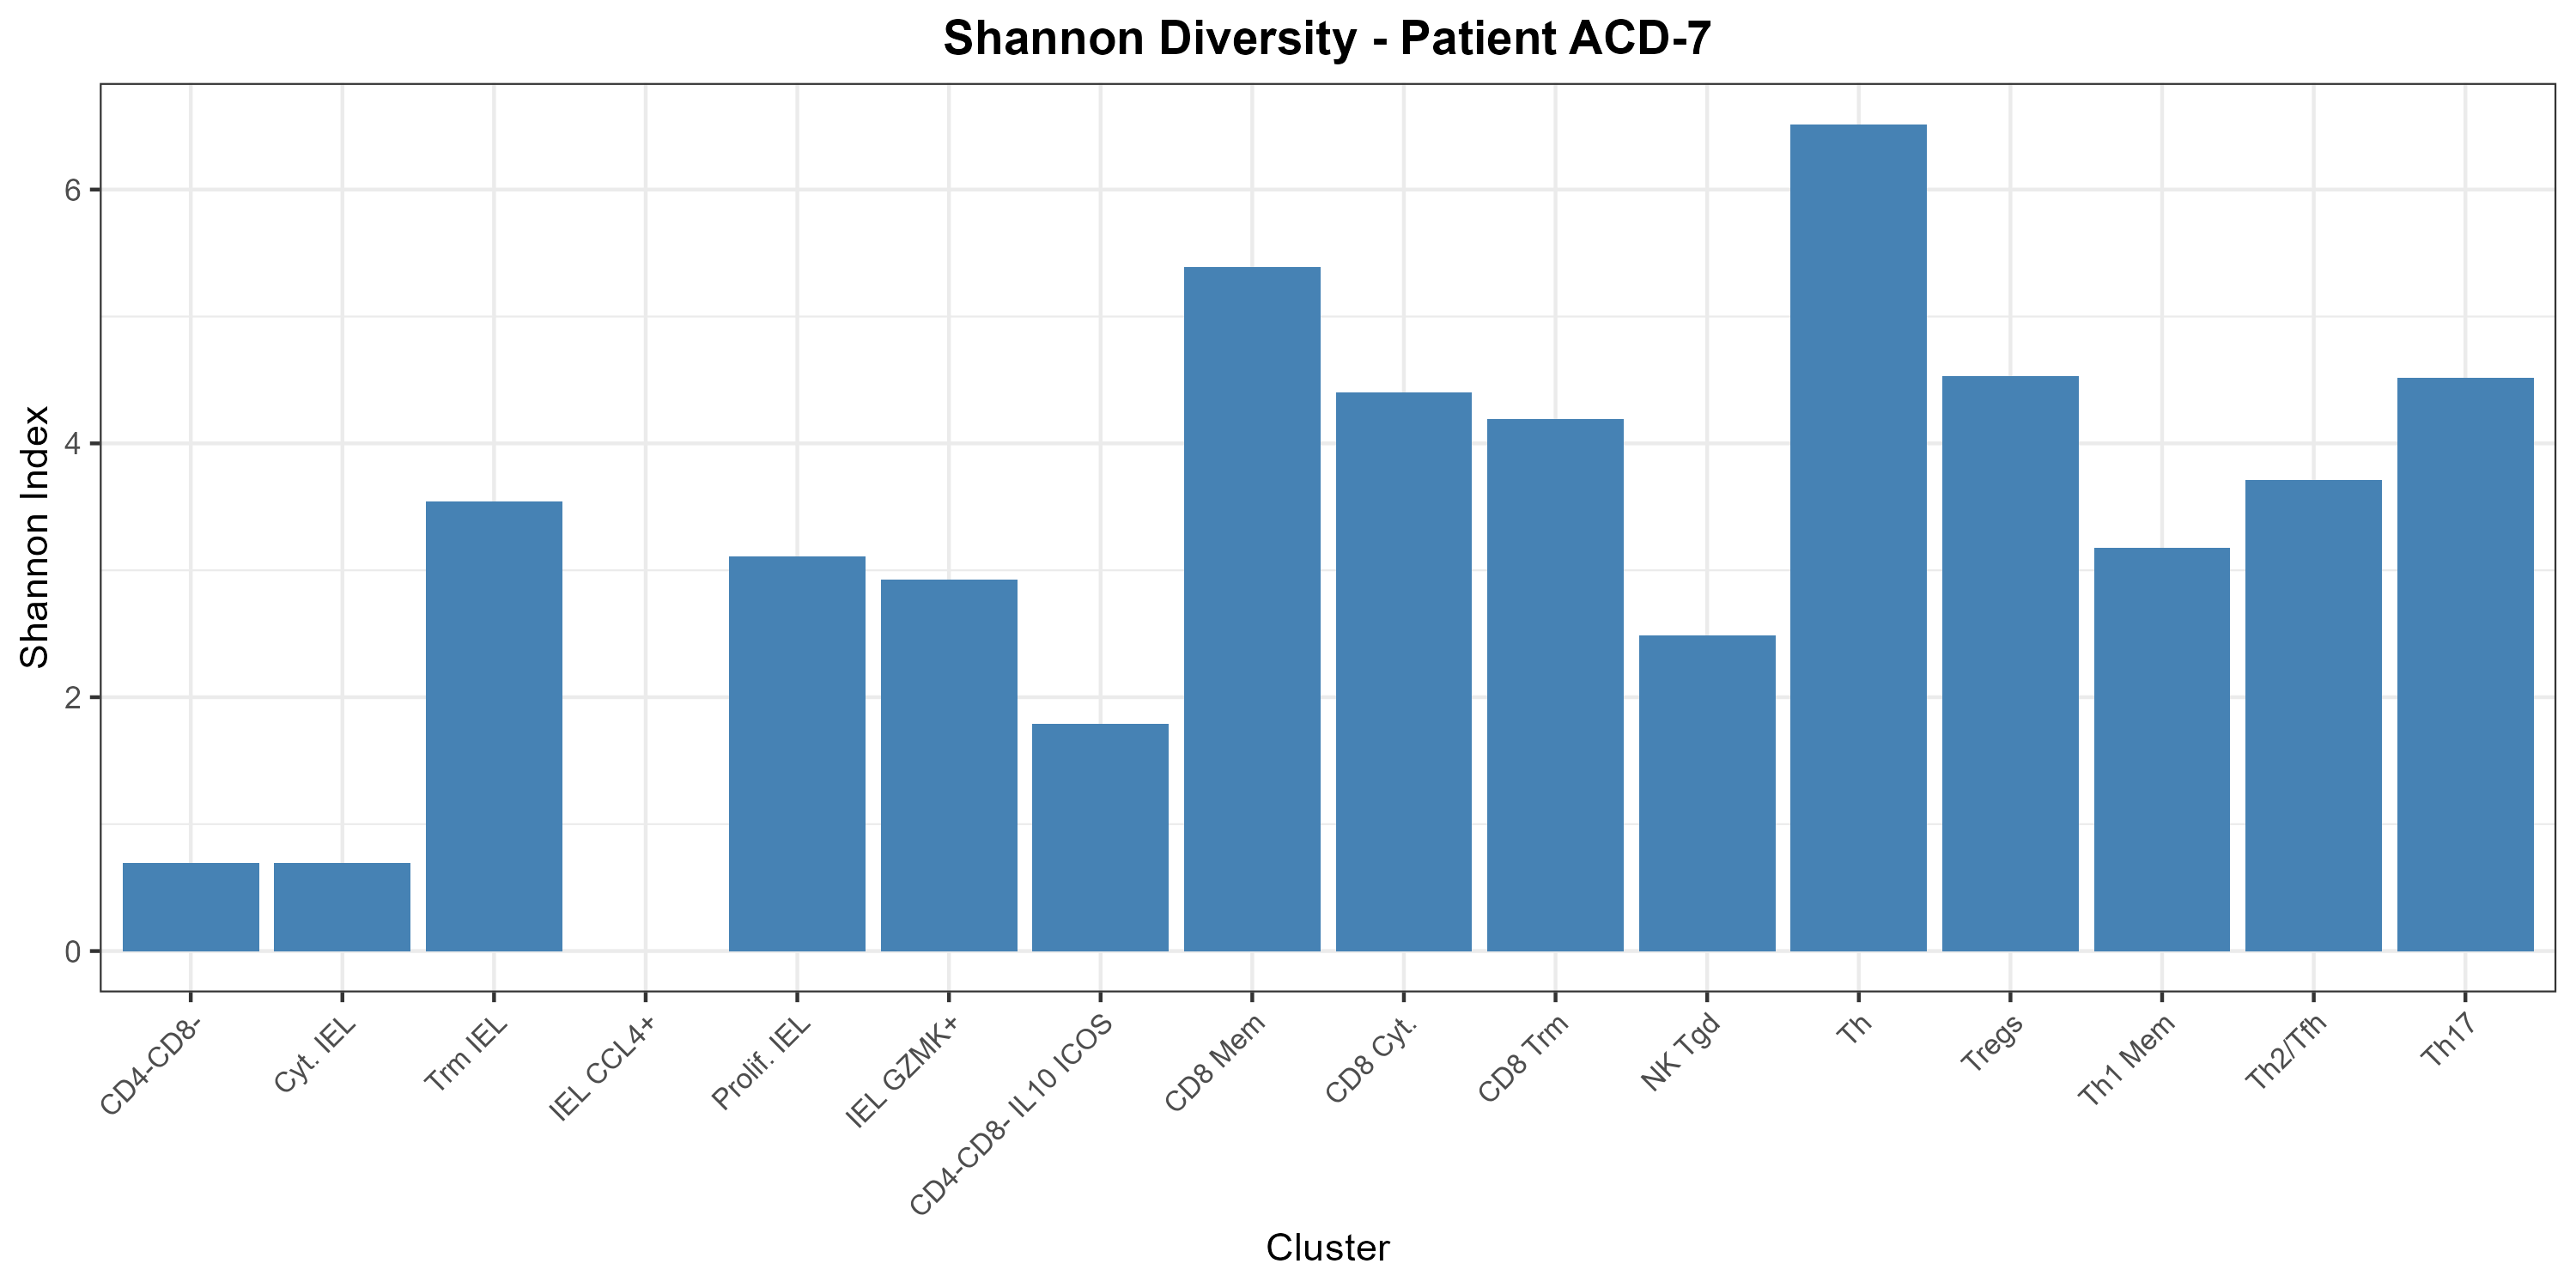 Shannon Diversity - Patient ACD-7
Shannon Index
6
4
2
0
CD4-CD8-
Cyt. IEL
Trm IEL
IEL CCL4+
Prolif. IEL
IEL GZMK+
CD4-CD8- IL10 ICOS
CD8 Mem
CD8 Cyt.
CD8 Trm
NK Tgd
Th
Tregs
Th1 Mem
Th2/Tfh
Th17
Cluster